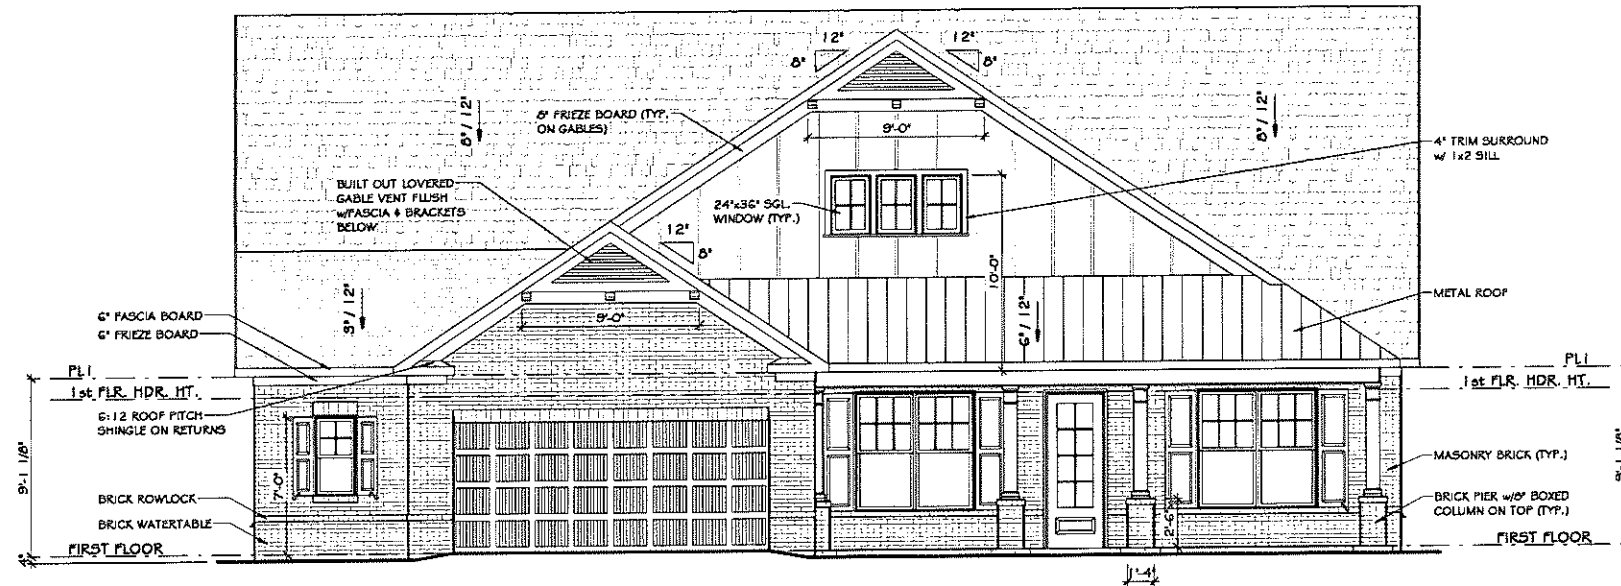 12"
12"
8"
8"
8" / 12"
8" / 12"
8" FRIEZE BOARD (TYP.
ON GABLES)
9'-0"
4" TRIM SURROUND
w/ 1x2 SILL
BUILT OUT LOVERED
GABLE VENT FLUSH
w/FASCIA & BRACKETS
BELOW
24"x36" SGL.
WINDOW (TYP.)
12"
8"
10'-0"
METAL ROOF
3" / 12"
6" / 12"
6" FASCIA BOARD
6" FRIEZE BOARD
9'-0"
PL1
PL1
1st FLR. HDR. HT.
1st FLR. HDR. HT.
6:12 ROOF PITCH
SHINGLE ON RETURNS
9'-1 1/8"
9'-1 1/8"
7'-0"
MASONRY BRICK (TYP.)
BRICK ROWLOCK
BRICK WATERTABLE
BRICK PIER w/8" BOXED
COLUMN ON TOP (TYP.)
2'-6"
FIRST FLOOR
FIRST FLOOR
4"
1'-4"